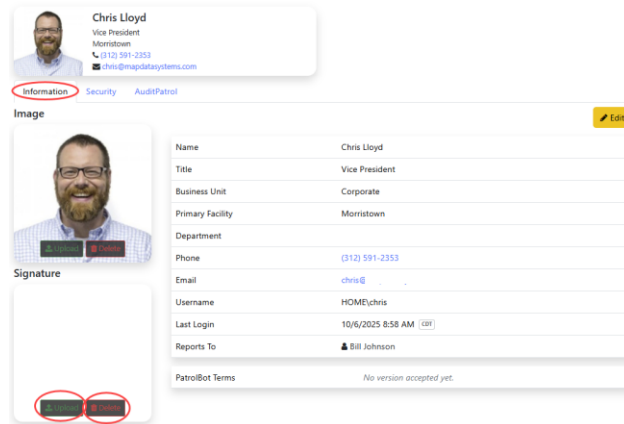 Chris Lloyd
Vice President
Morristown
(312) 591-2353
chris@mapdatasystems.com
Information Security AuditPatrol
Image
Edit
Name Chris Lloyd
Title Vice President
Business Unit Corporate
Primary Facility Morristown
Department
Phone (312) 591-2353
Upload Delete
Signature
Email chris@
Username HOME\chris
Last Login 10/6/2025 8:58 AM CDT
Reports To Bill Johnson
PatrolBot Terms No version accepted yet.
Upload Delete